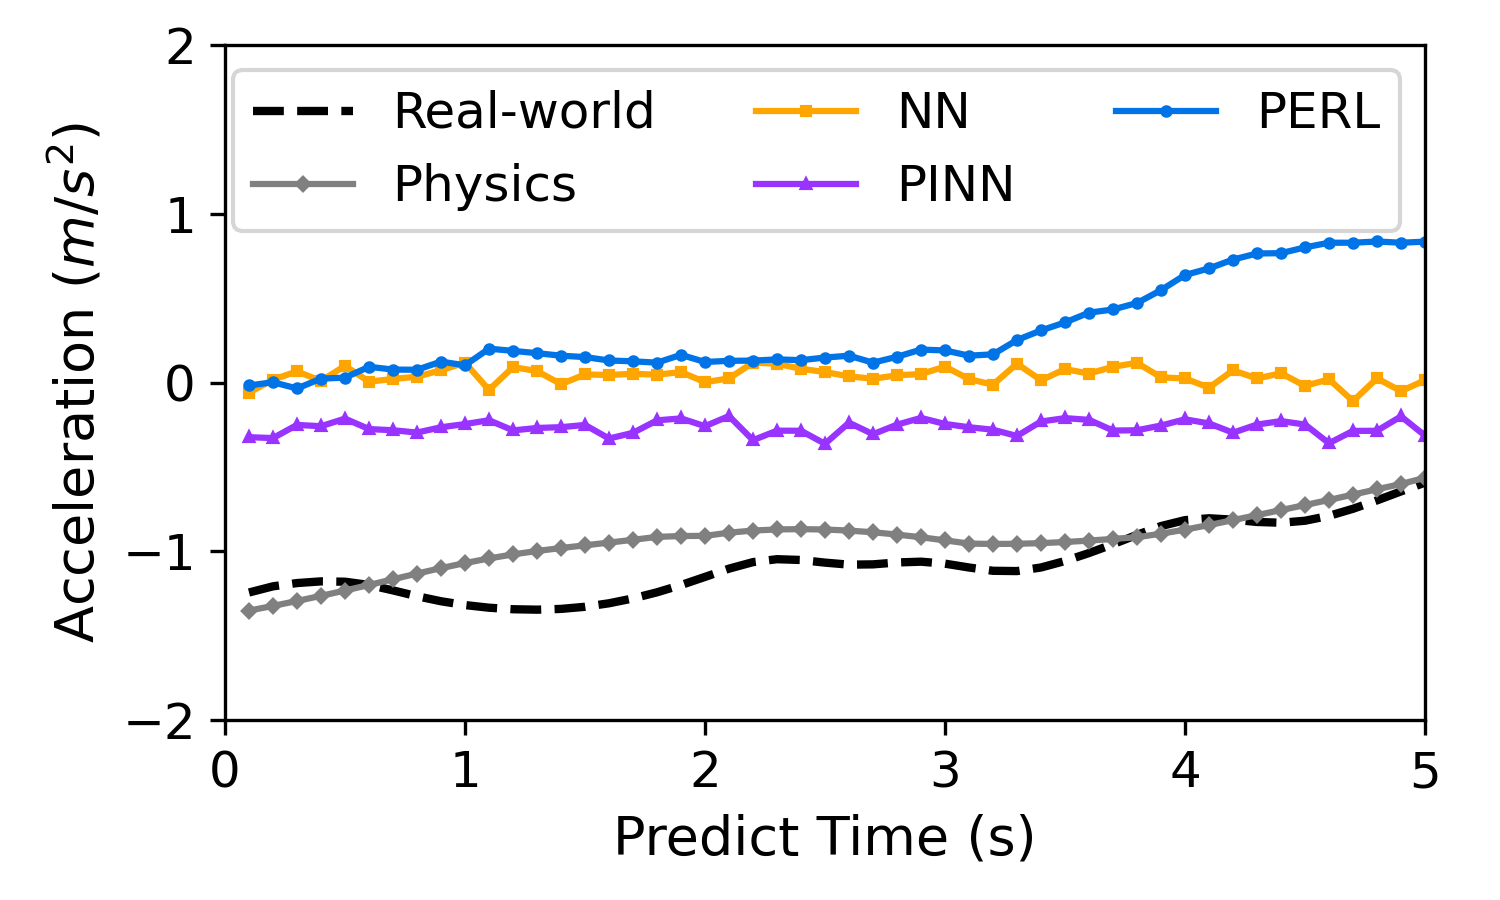 Acceleration (m/s²)
2
1
0
−1
−2
Real-world
Physics
NN
PINN
PERL
0 1 2 3 4 5
Predict Time (s)